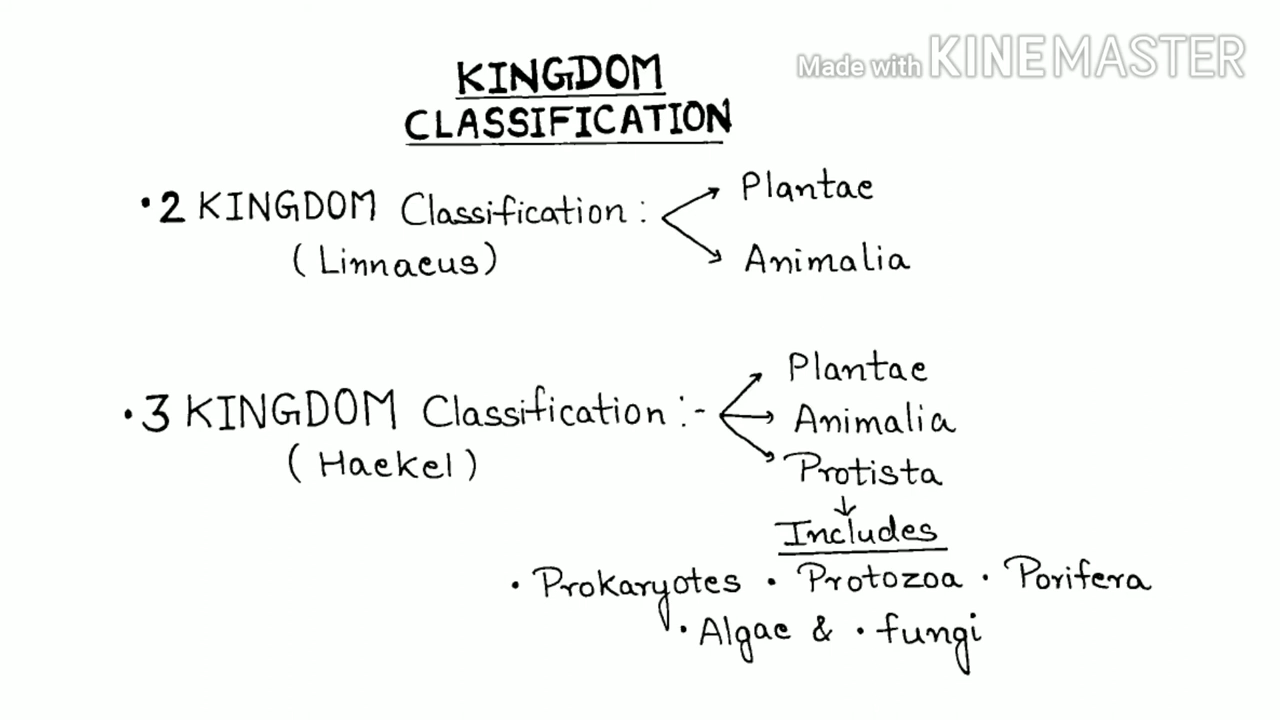 Made with KINEMASTER
KINGDOM
CLASSIFICATION
• 2 KINGDOM Classification :
(Linnaeus)
Plantae
Animalia
• 3 KINGDOM Classification :-
(Haekel)
Plantae
Animalia
Protista
Includes
• Prokaryotes • Protozoa • Porifera
• Algae & • fungi